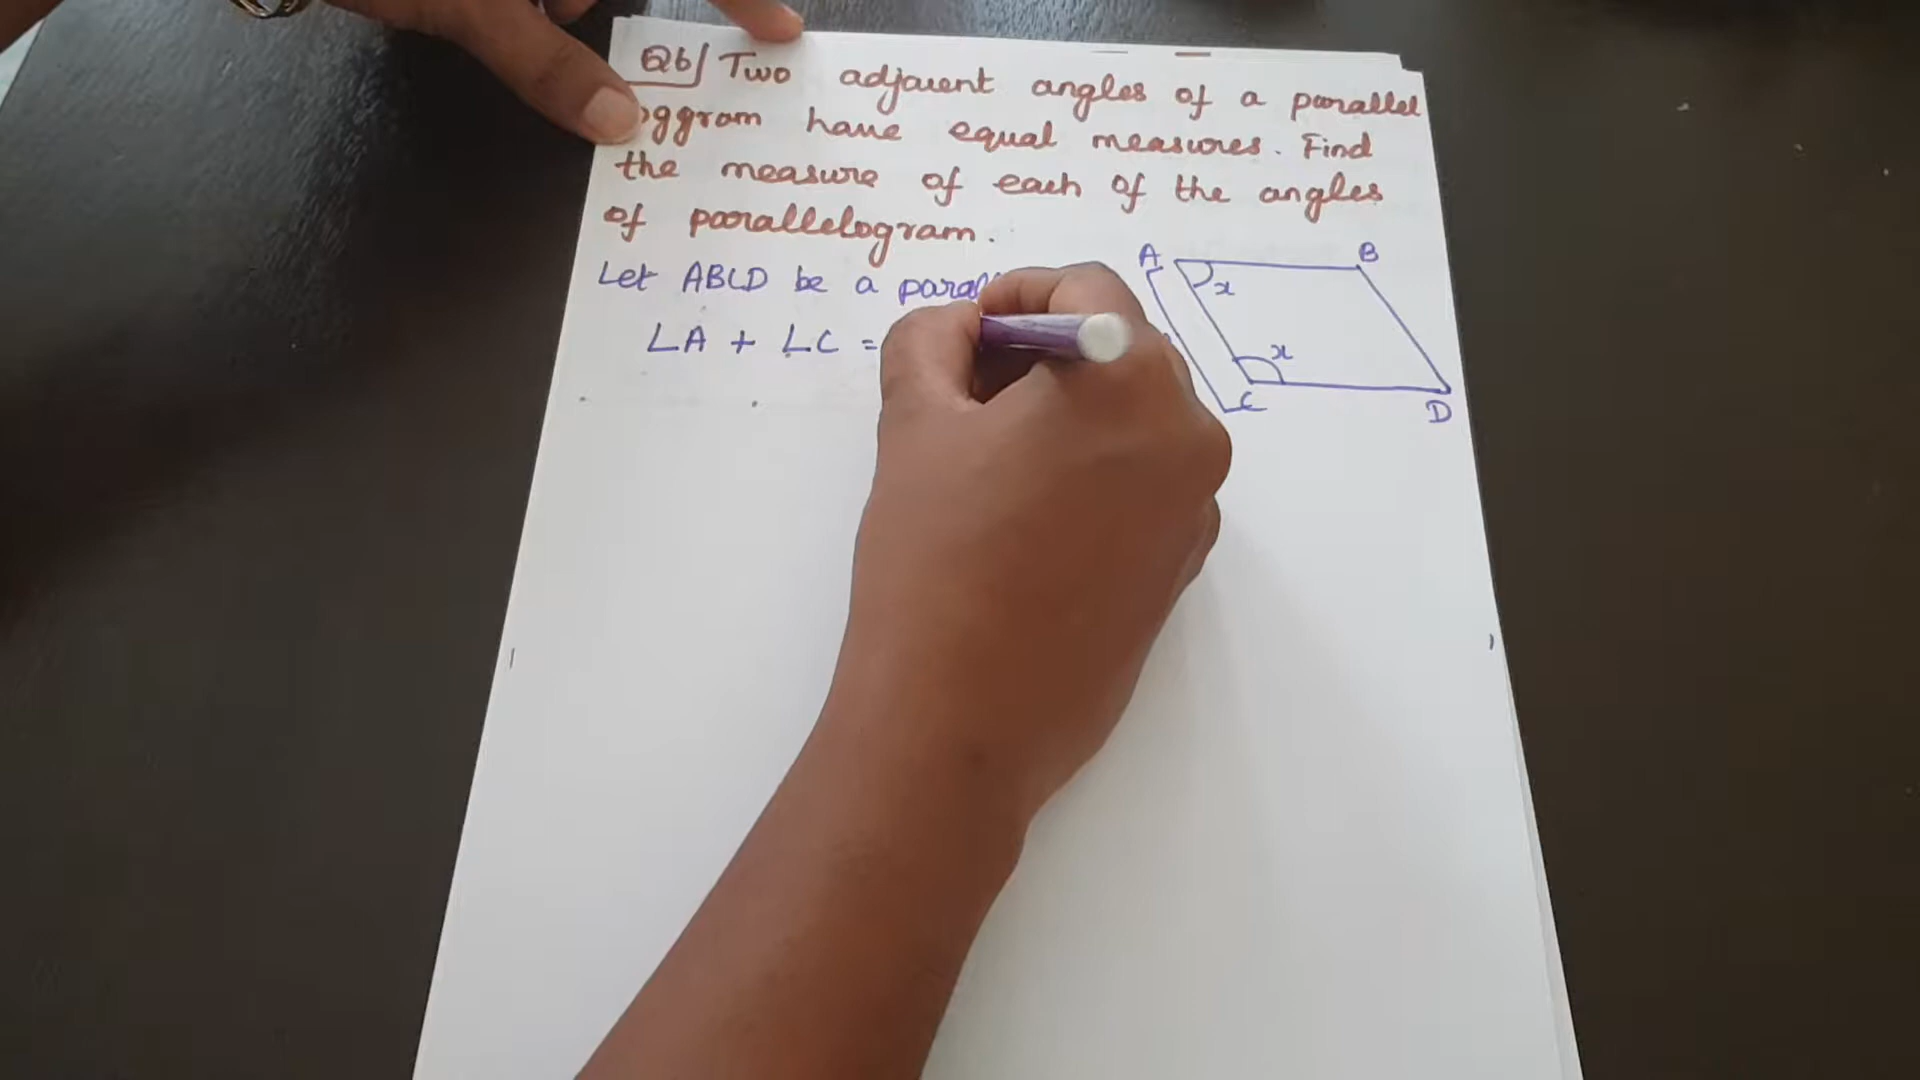 Q6/ Two adjacent angles of a parallel
oggram have equal measures. Find
the measure of each of the angles
of parallelogram.
Let ABCD be a paral
∠A + ∠C =
A B
x
x
C D